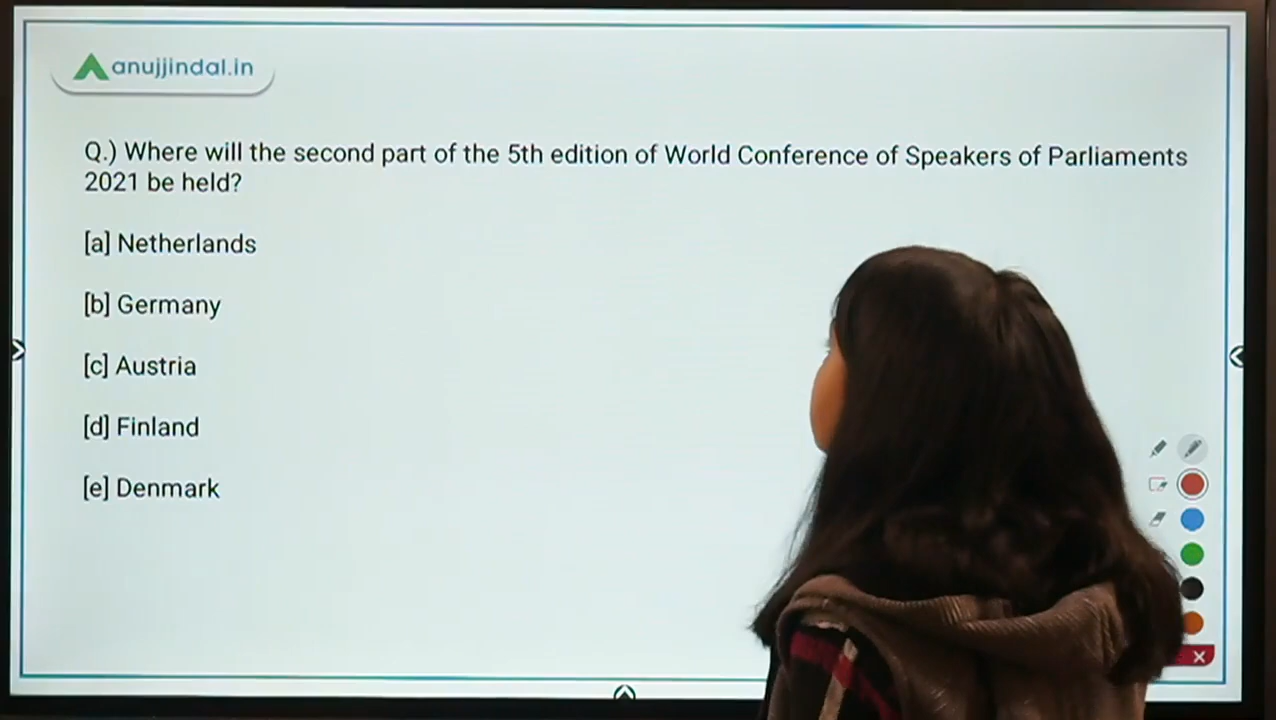 anujjindal.in
Q.) Where will the second part of the 5th edition of World Conference of Speakers of Parliaments
2021 be held?
[a] Netherlands
[b] Germany
[c] Austria
[d] Finland
[e] Denmark